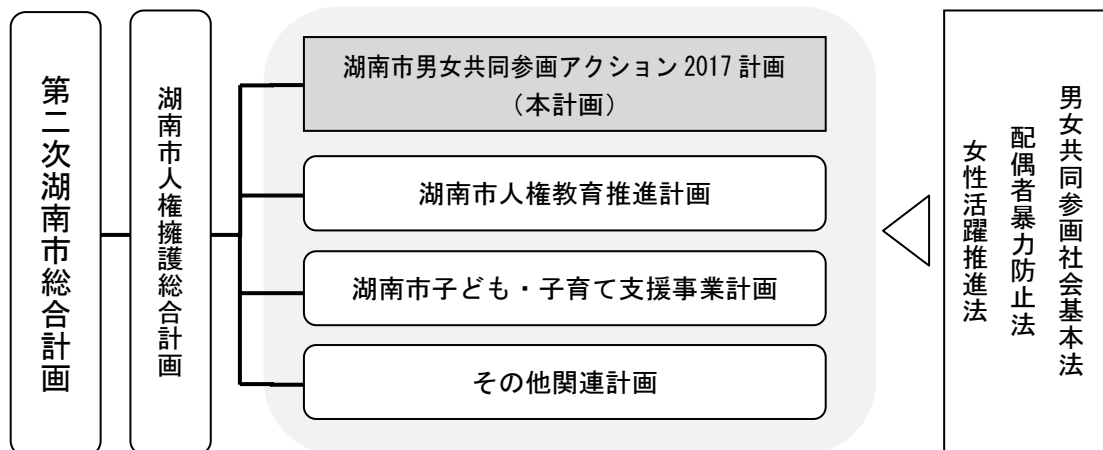 第二次湖南市総合計画
湖南市人権擁護総合計画
湖南市男女共同参画アクション 2017 計画
（本計画）
湖南市人権教育推進計画
湖南市子ども・子育て支援事業計画
その他関連計画
男女共同参画社会基本法
配偶者暴力防止法
女性活躍推進法